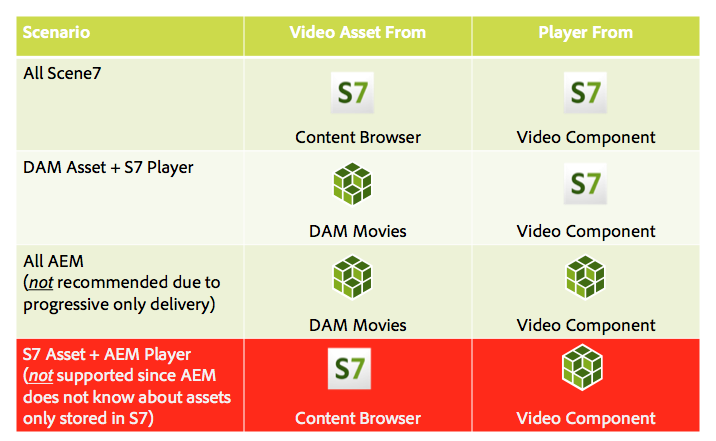 Scenario
Video Asset From
Player From
All Scene7
S7
Content Browser
S7
Video Component
DAM Asset + S7 Player
DAM Movies
S7
Video Component
All AEM
(not recommended due to
progressive only delivery)
DAM Movies
Video Component
S7 Asset + AEM Player
(not supported since AEM
does not know about assets
only stored in S7)
S7
Content Browser
Video Component